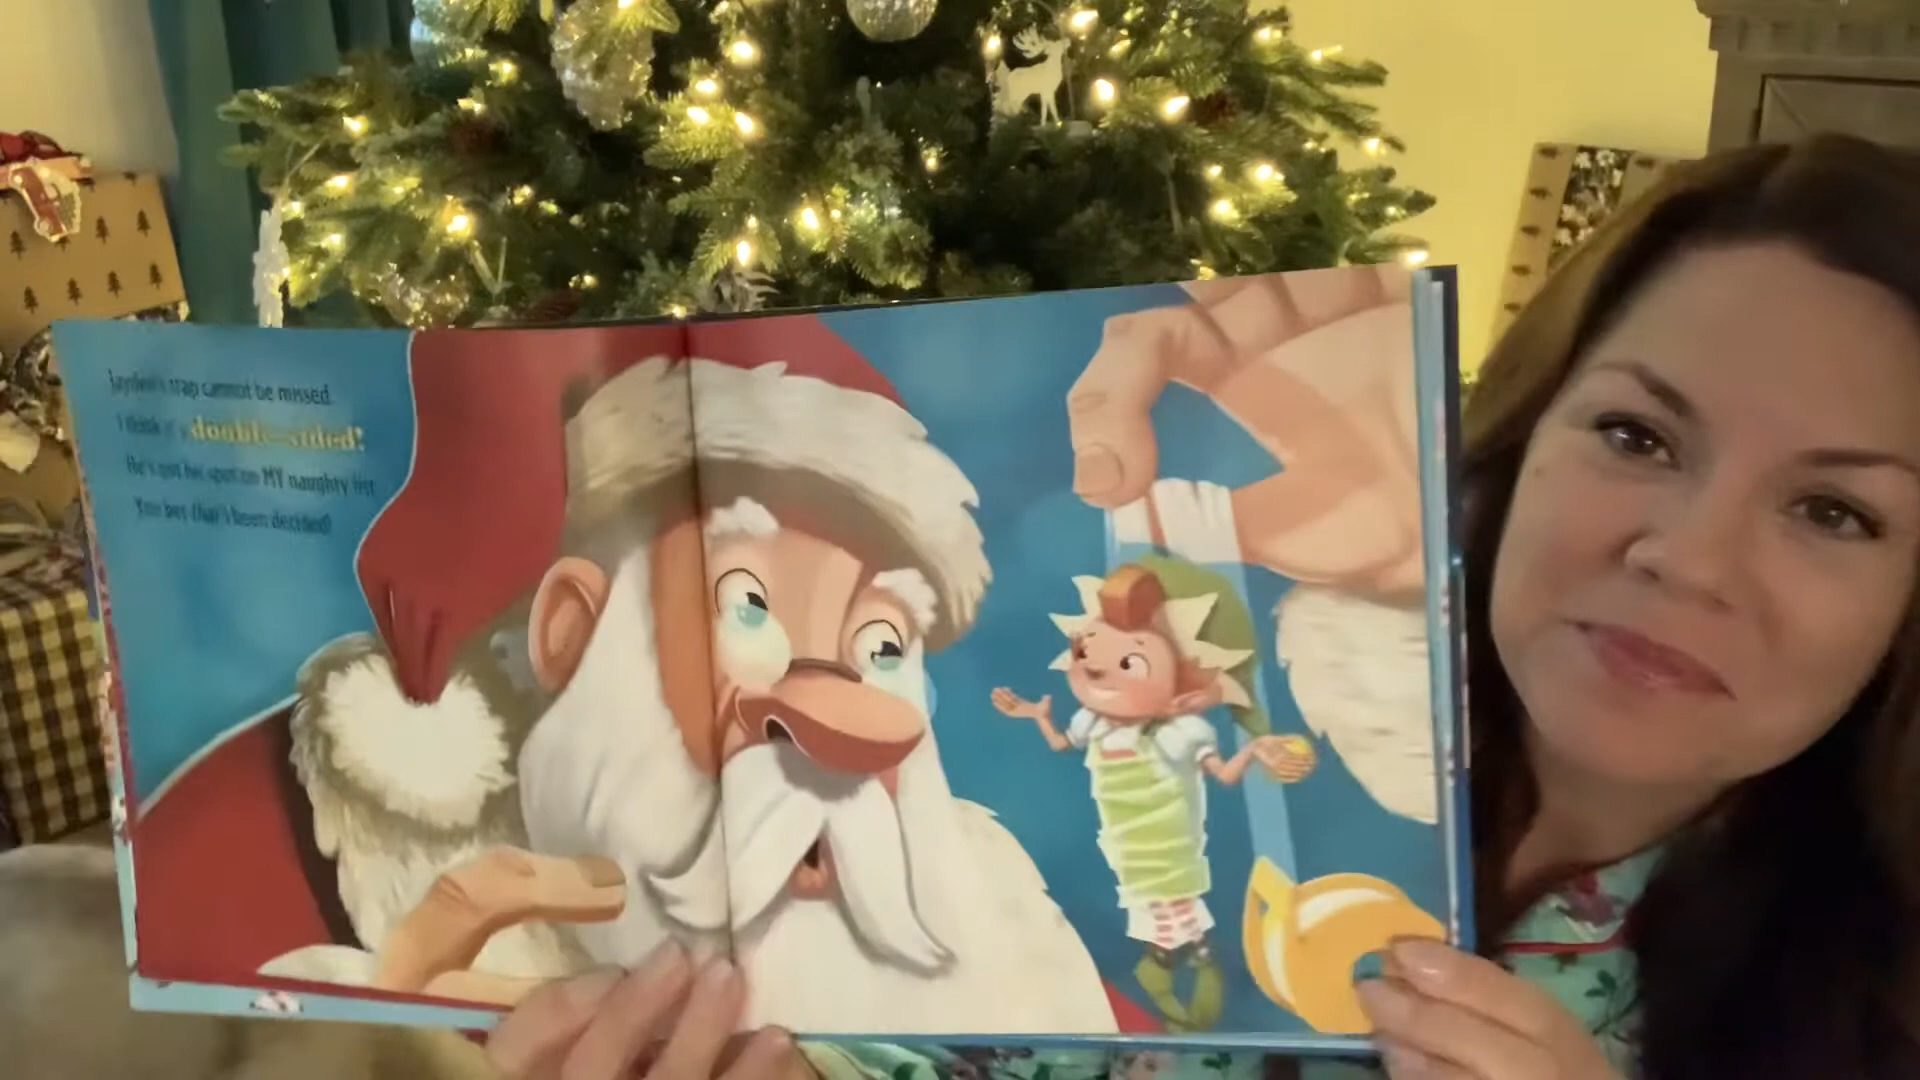 Jayden's trap cannot be missed.
I think it's double-sided!
He's got his spot on MY naughty list.
You bet that's been decided!